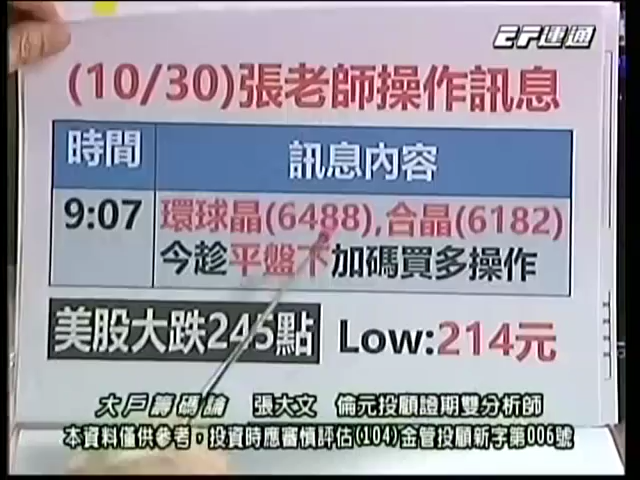 EF運通
(10/30)張老師操作訊息
時間 訊息內容
9:07 環球晶(6488),合晶(6182)
今趁平盤下加碼買多操作
美股大跌245點 Low:214元
大戶籌碼論 張大文 倫元投顧證期雙分析師
本資料僅供參考，投資時應審慎評估(104)金管投顧新字第006號